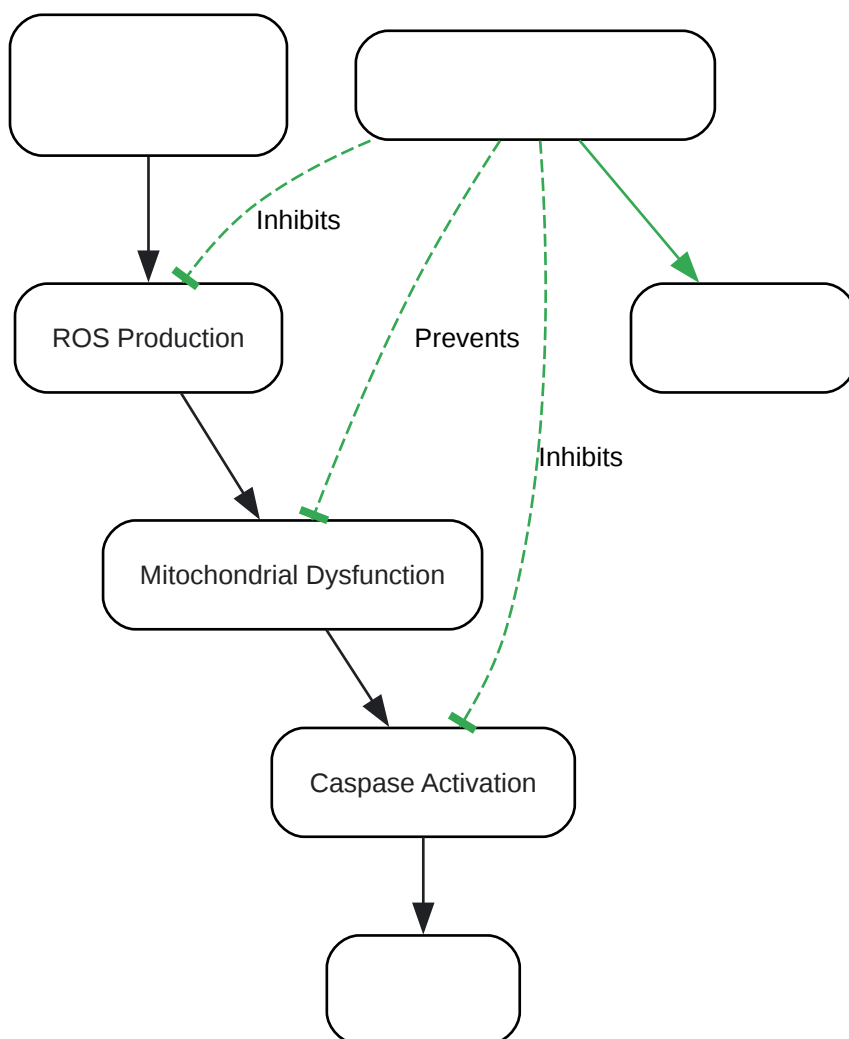 Inhibits
ROS Production
Prevents
Inhibits
Mitochondrial Dysfunction
Caspase Activation